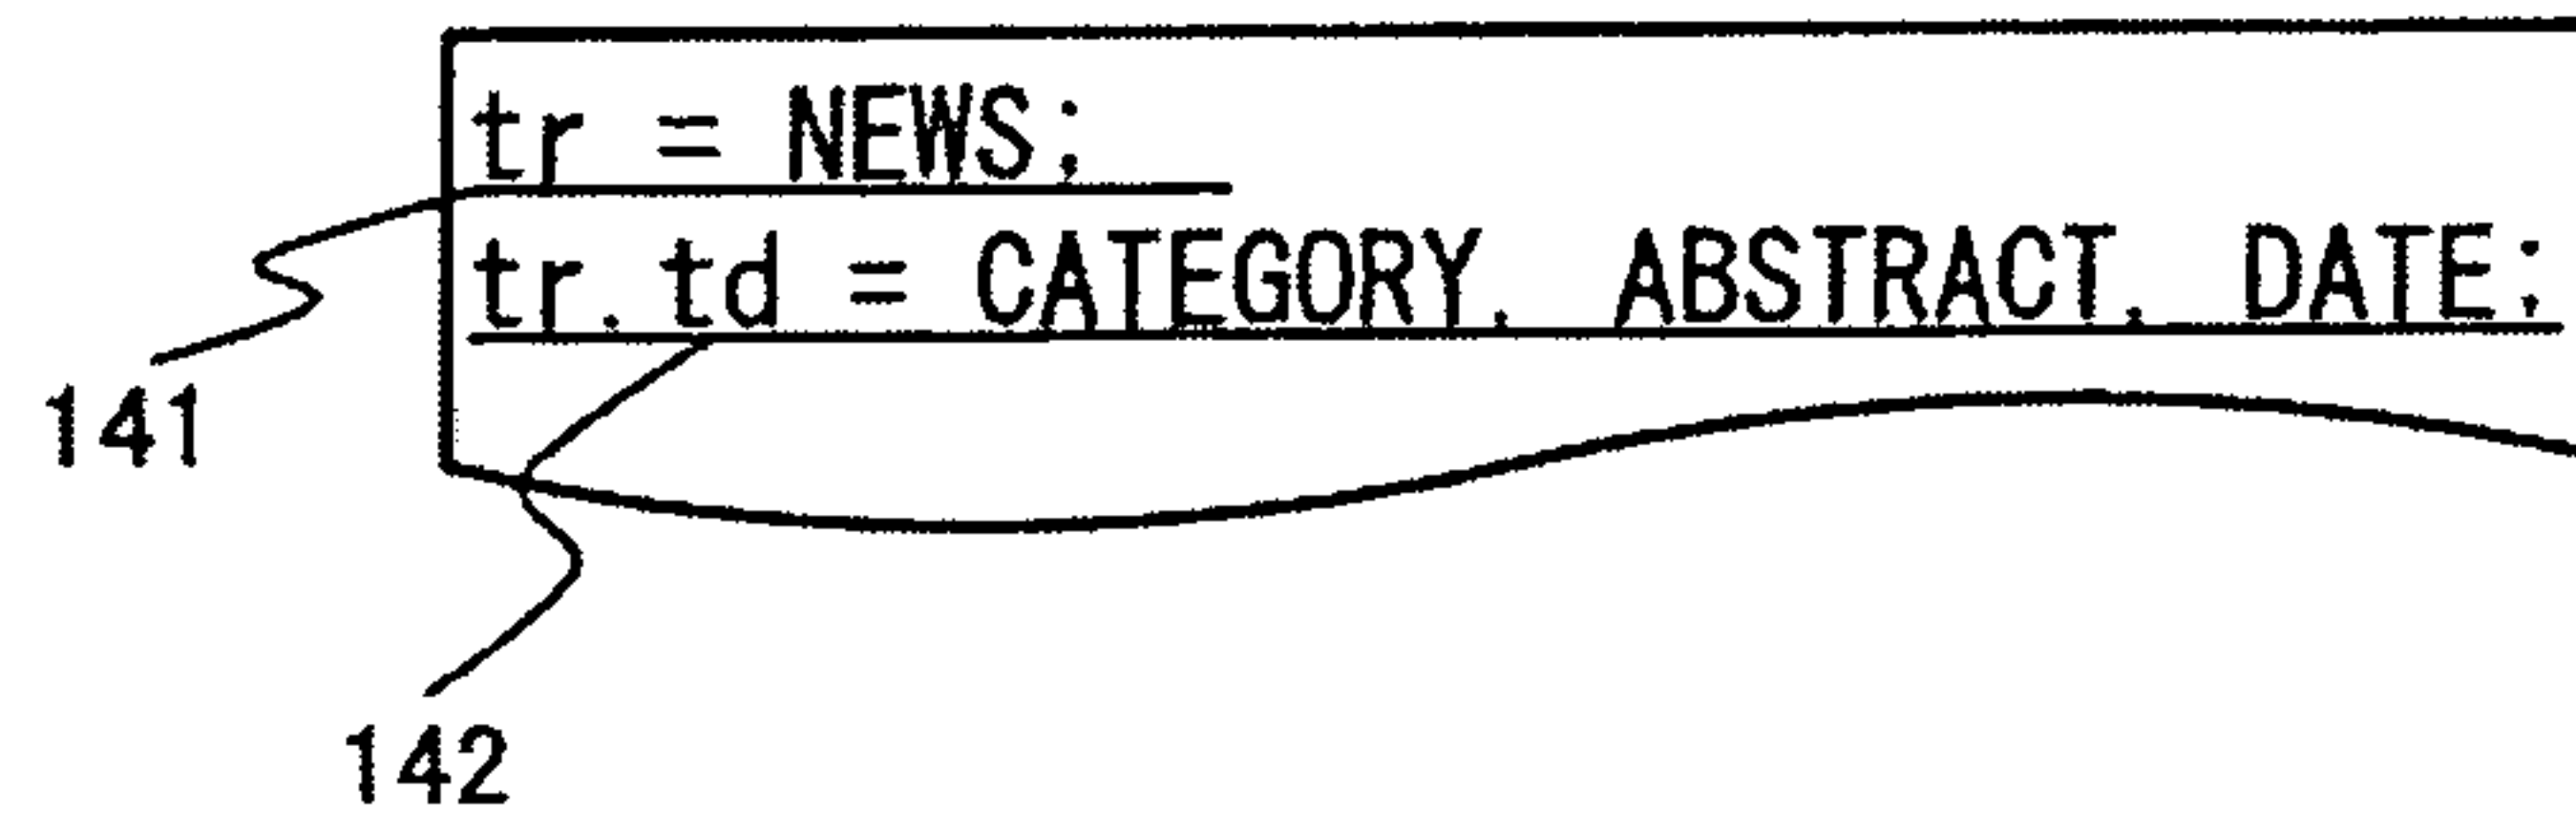 tr = NEWS;
tr.td = CATEGORY, ABSTRACT, DATE;
141
142